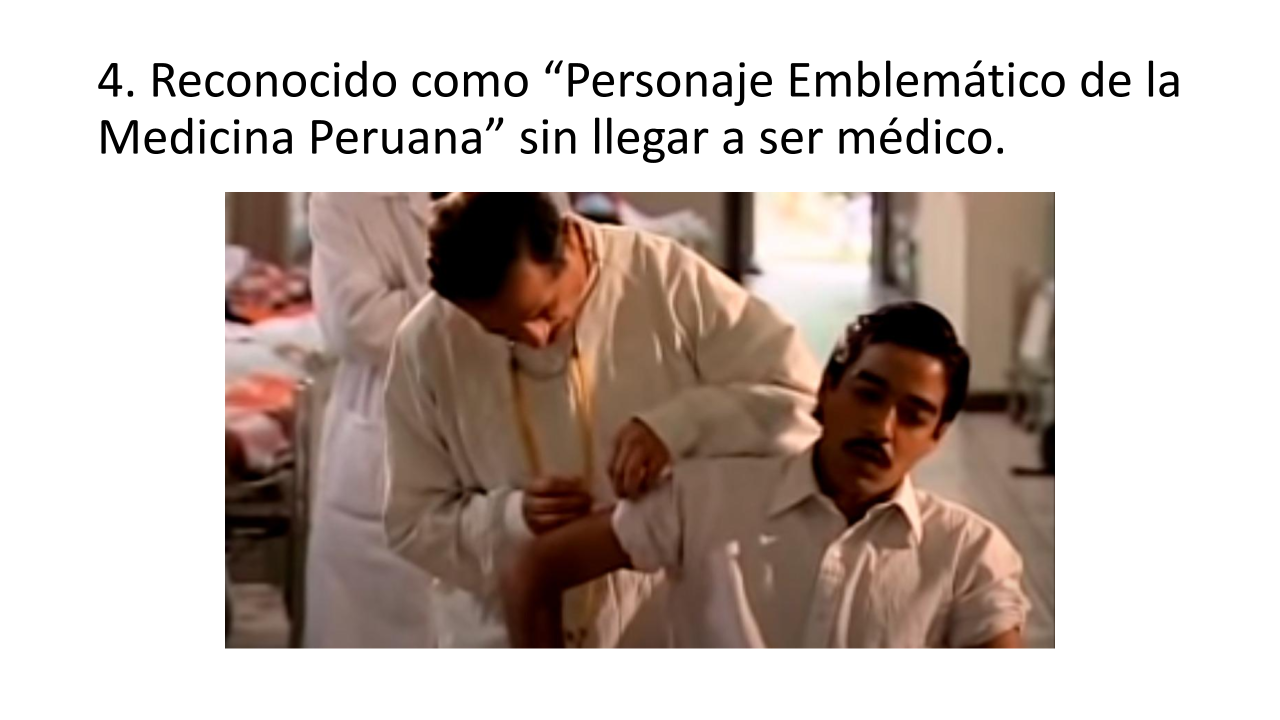 4. Reconocido como “Personaje Emblemático de la
Medicina Peruana” sin llegar a ser médico.